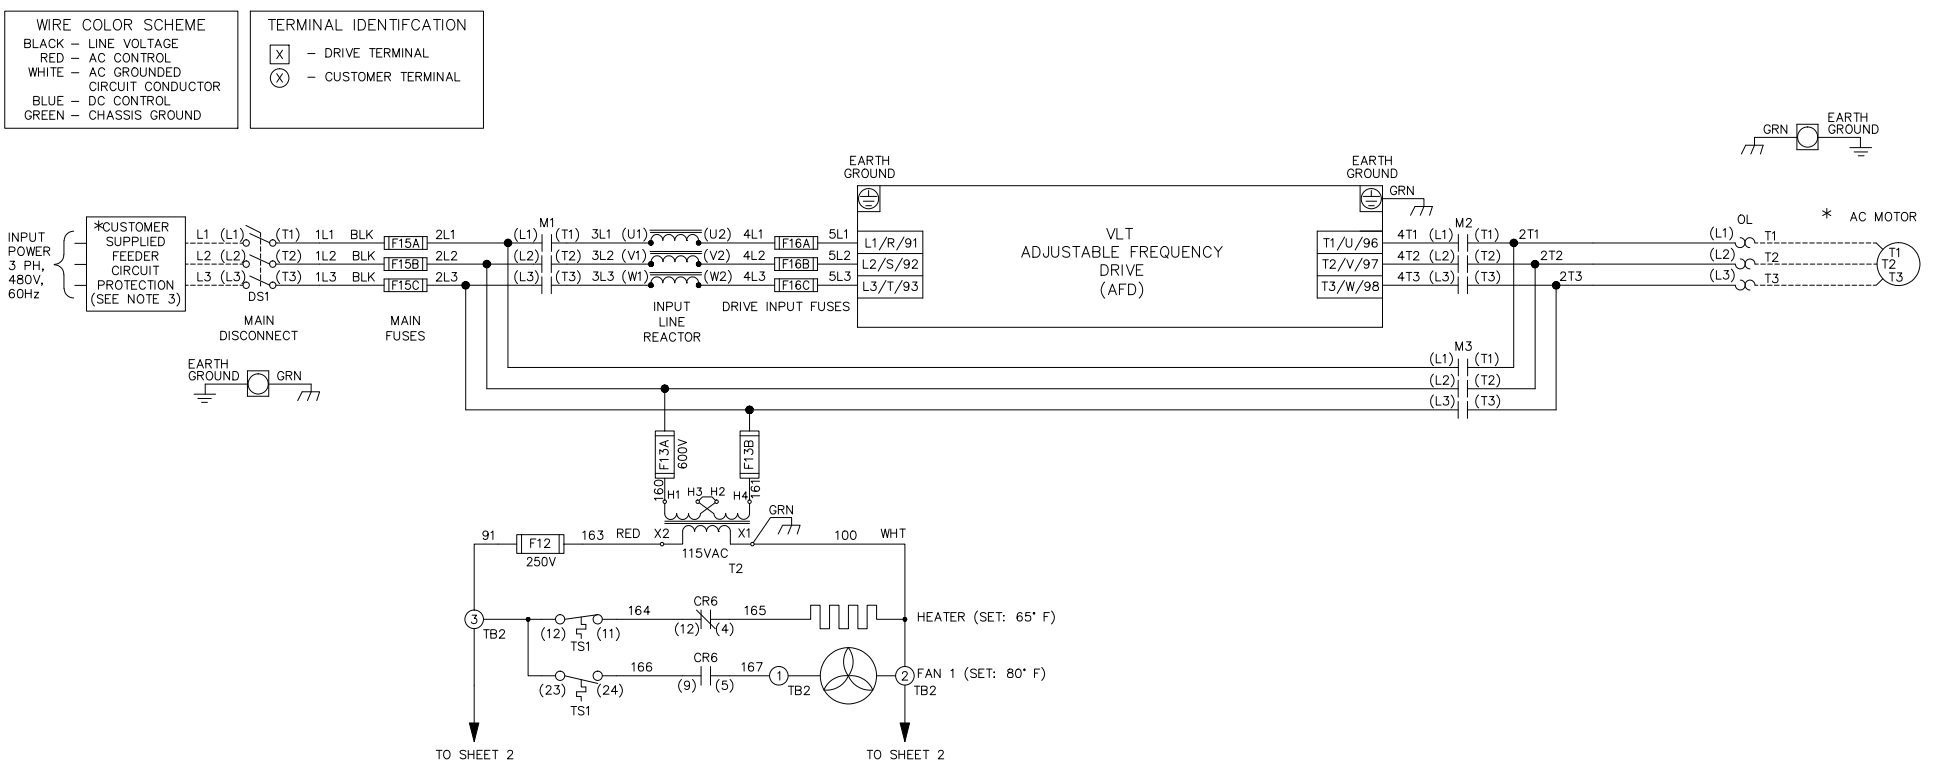 WIRE COLOR SCHEME
BLACK – LINE VOLTAGE
RED – AC CONTROL
WHITE – AC GROUNDED
CIRCUIT CONDUCTOR
BLUE – DC CONTROL
GREEN – CHASSIS GROUND
TERMINAL IDENTIFCATION
X – DRIVE TERMINAL
X – CUSTOMER TERMINAL
GRN
EARTH
GROUND
EARTH
GROUND
EARTH
GROUND
GRN
INPUT
POWER
3 PH,
480V,
60Hz
*CUSTOMER
SUPPLIED
FEEDER
CIRCUIT
PROTECTION
(SEE NOTE 3)
L1 (L1) (T1) 1L1 BLK F15A 2L1 (L1) M1 (T1) 3L1 (U1) (U2) 4L1 F16A 5L1 L1/R/91
L2 (L2) (T2) 1L2 BLK F15B 2L2 (L2) (T2) 3L2 (V1) (V2) 4L2 F16B 5L2 L2/S/92
L3 (L3) (T3) 1L3 BLK F15C 2L3 (L3) (T3) 3L3 (W1) (W2) 4L3 F16C 5L3 L3/T/93
DS1
MAIN
DISCONNECT
MAIN
FUSES
INPUT
LINE
REACTOR
DRIVE INPUT FUSES
VLT
ADJUSTABLE FREQUENCY
DRIVE
(AFD)
T1/U/96 4T1 (L1) M2 (T1) 2T1 (L1) OL T1
T2/V/97 4T2 (L2) (T2) 2T2 (L2) T2
T3/W/98 4T3 (L3) (T3) 2T3 (L3) T3
* AC MOTOR
T1
T2
T3
EARTH
GROUND
GRN
M3
(L1) (T1)
(L2) (T2)
(L3) (T3)
F13A
600V
F13B
160
161
H1 H3 H2 H4
GRN
91 F12 163 RED X2 X1 100 WHT
250V
115VAC
T2
3
TB2
(12) (11)
TS1
164
CR6
(12) (4)
165
HEATER (SET: 65° F)
(23) (24)
TS1
166
CR6
(9) (5)
167
1
TB2
2
TB2
FAN 1 (SET: 80° F)
TO SHEET 2
TO SHEET 2